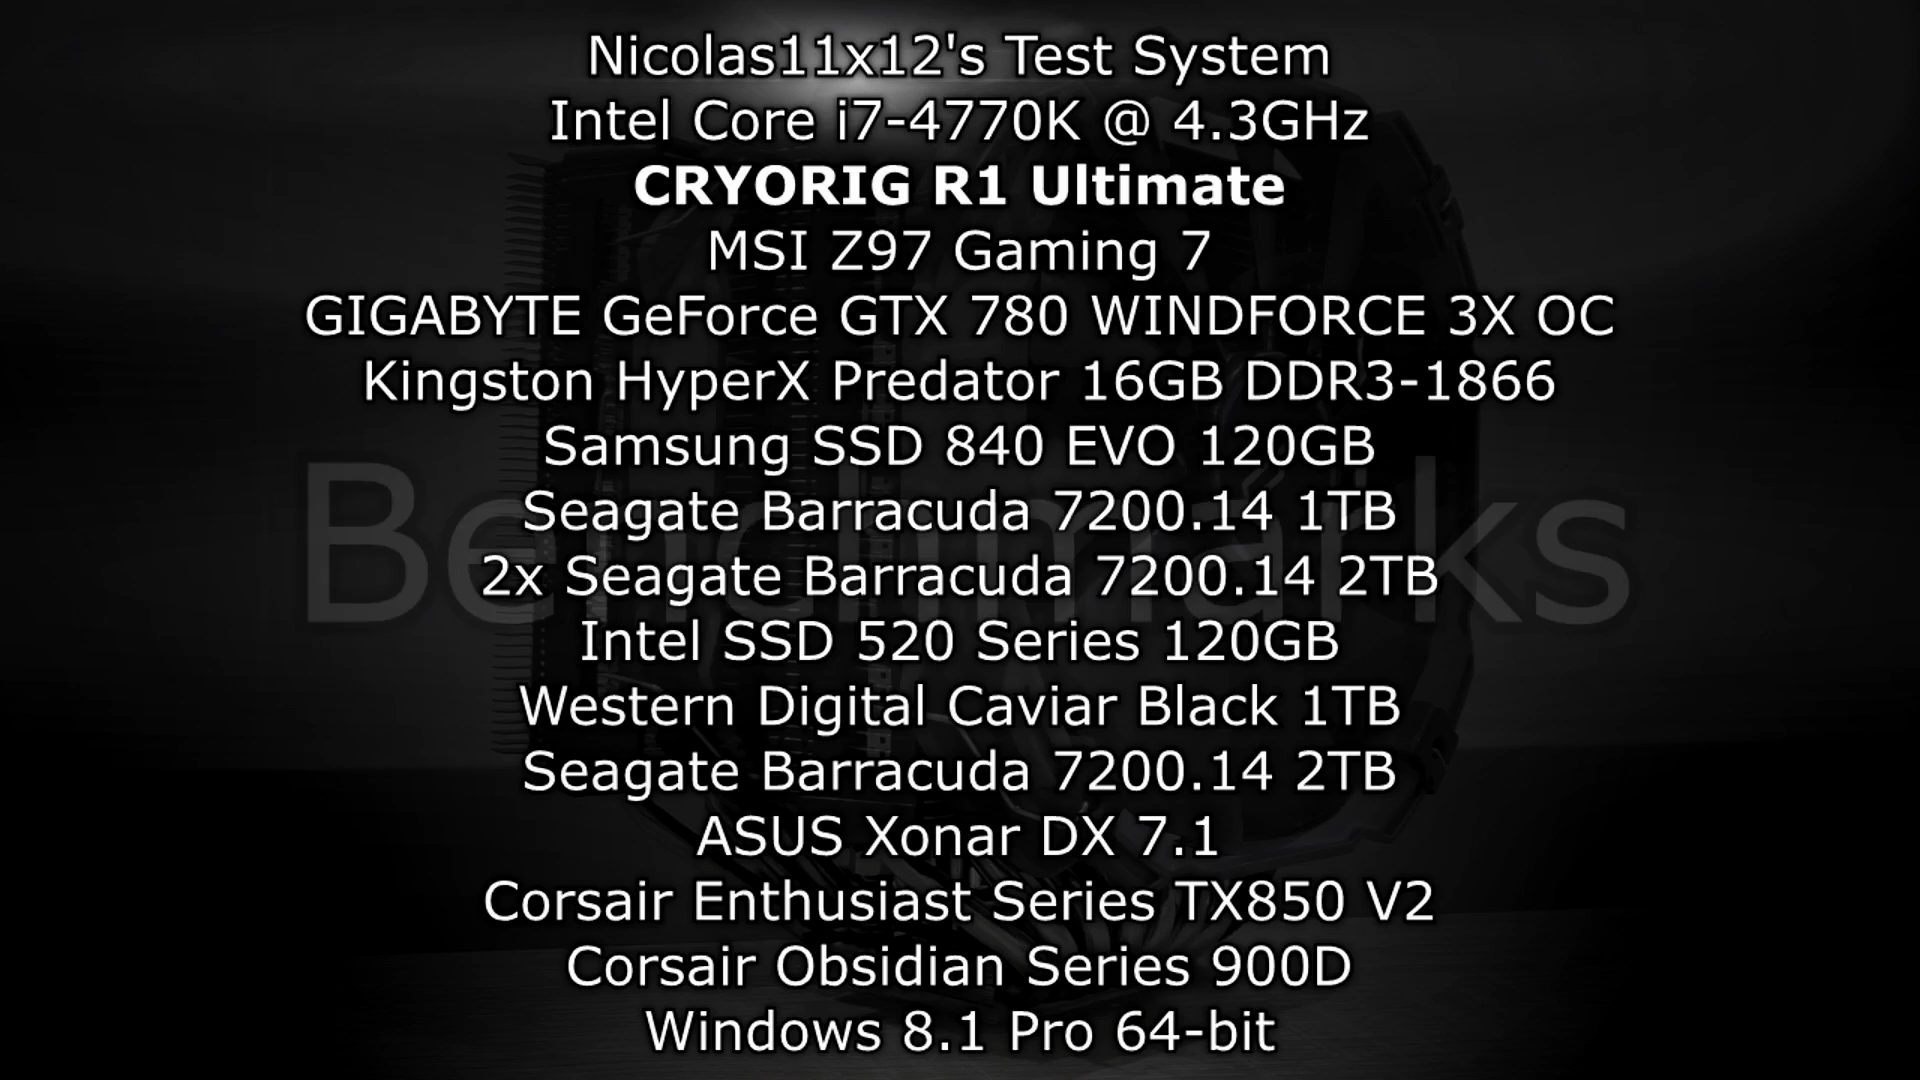 Nicolas11x12's Test System
Intel Core i7-4770K @ 4.3GHz
CRYORIG R1 Ultimate
MSI Z97 Gaming 7
GIGABYTE GeForce GTX 780 WINDFORCE 3X OC
Kingston HyperX Predator 16GB DDR3-1866
Samsung SSD 840 EVO 120GB
Seagate Barracuda 7200.14 1TB
Benchmarks
2x Seagate Barracuda 7200.14 2TB
Intel SSD 520 Series 120GB
Western Digital Caviar Black 1TB
Seagate Barracuda 7200.14 2TB
ASUS Xonar DX 7.1
Corsair Enthusiast Series TX850 V2
Corsair Obsidian Series 900D
Windows 8.1 Pro 64-bit